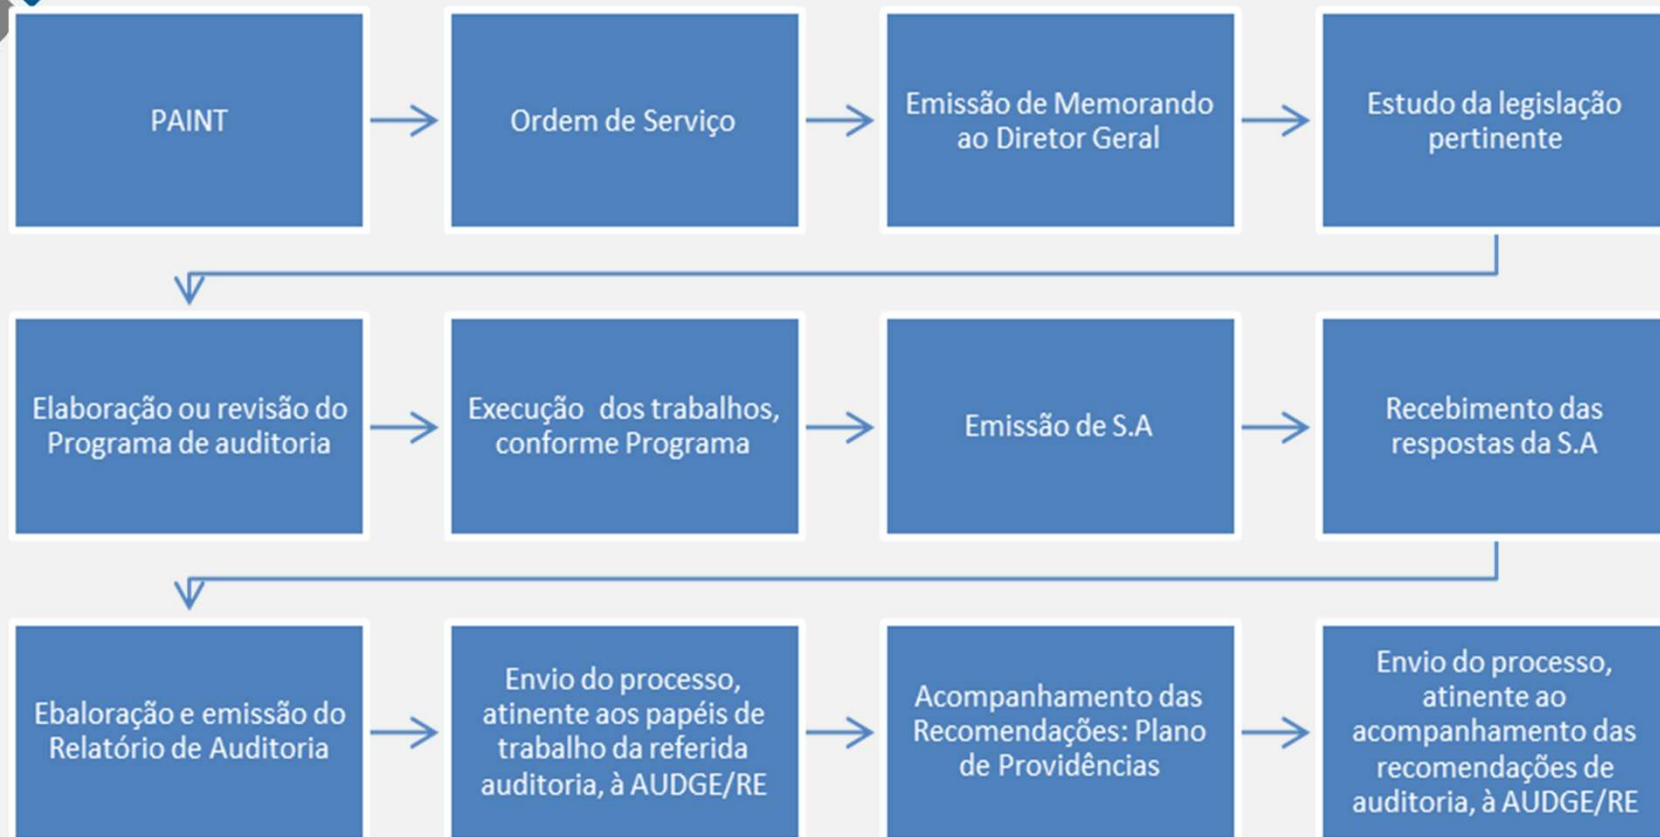 PAINT
Ordem de Serviço
Emissão de Memorando
ao Diretor Geral
Estudo da legislação
pertinente
Elaboração ou revisão do
Programa de auditoria
Execução dos trabalhos,
conforme Programa
Emissão de S.A
Recebimento das
respostas da S.A
Ebaloração e emissão do
Relatório de Auditoria
Envio do processo,
atinente aos papéis de
trabalho da referida
auditoria, à AUDGE/RE
Acompanhamento das
Recomendações: Plano
de Providências
Envio do processo,
atinente ao
acompanhamento das
recomendações de
auditoria, à AUDGE/RE